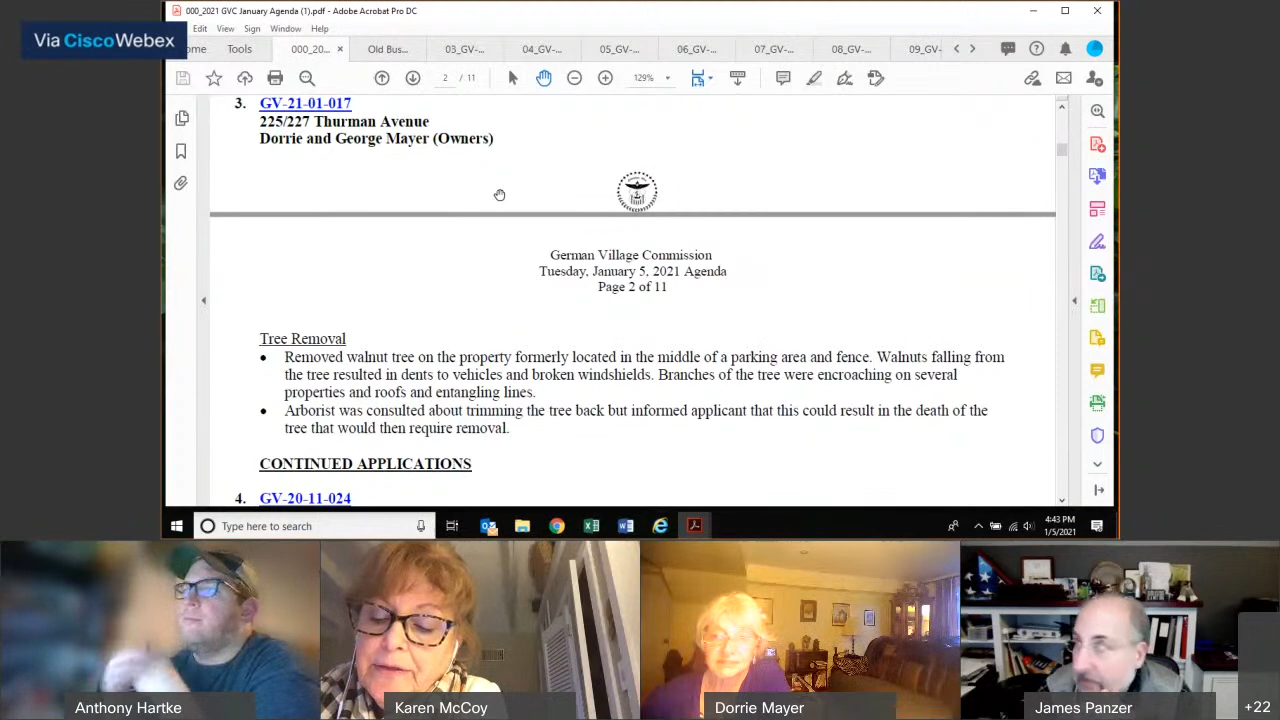 Via Cisco Webex
000_2021 GVC January Agenda (1).pdf - Adobe Acrobat Pro DC
Edit View Sign Window Help
ome Tools 000_20... × Old Bas... 03_GV-... 04_GV-... 05_GV-... 06_GV-... 07_GV-... 08_GV-... 09_GV-
2 / 11 129%
3. GV-21-01-017
225/227 Thurman Avenue
Dorrie and George Mayer (Owners)
German Village Commission
Tuesday, January 5, 2021 Agenda
Page 2 of 11
Tree Removal
• Removed walnut tree on the property formerly located in the middle of a parking area and fence. Walnuts falling from
the tree resulted in dents to vehicles and broken windshields. Branches of the tree were encroaching on several
properties and roofs and entangling lines.
• Arborist was consulted about trimming the tree back but informed applicant that this could result in the death of the
tree that would then require removal.
CONTINUED APPLICATIONS
4. GV-20-11-024
Type here to search
4:43 PM
1/5/2021
Anthony Hartke
Karen McCoy
Dorrie Mayer
James Panzer
+22